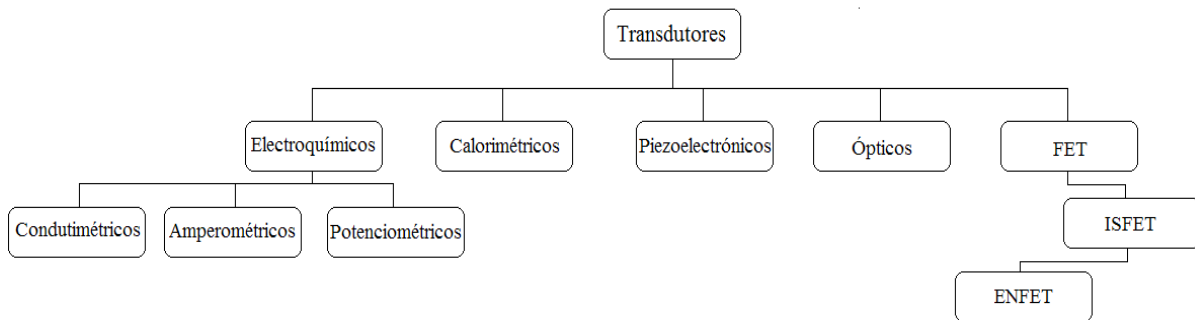 Transdutores
Electroquímicos
Calorimétricos
Piezoelectrónicos
Ópticos
FET
Condutimétricos
Amperométricos
Potenciométricos
ISFET
ENFET